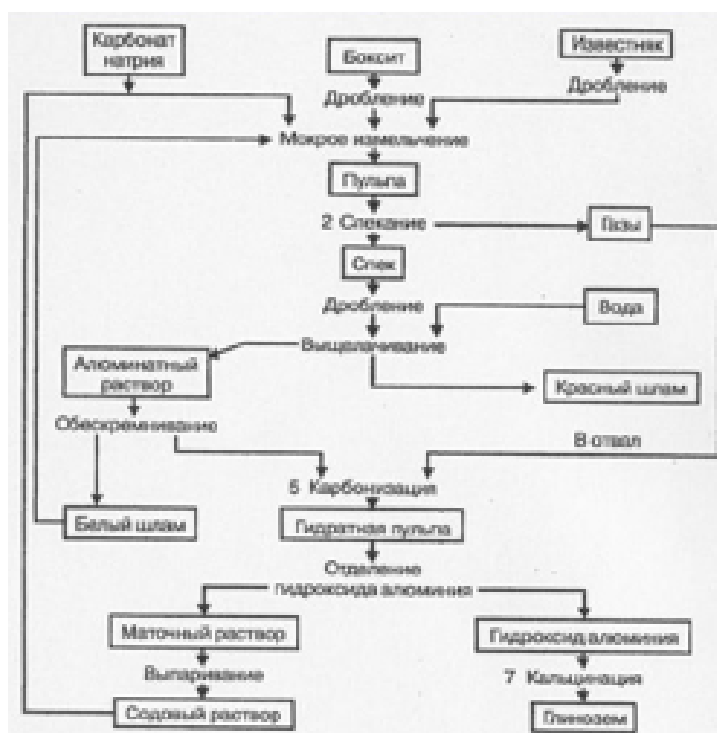 Карбонат
натрия
Боксит
Известняк
Дробление
Дробление
Мокрое измельчение
Пульпа
2 Спекание
Газы
Спек
Дробление
Вода
Выщелачивание
Алюминатный
раствор
Красный шлам
Обескремнивание
В отвал
5 Карбонизация
Белый шлам
Гидратная пульпа
Отделение
гидроксида алюминия
Маточный раствор
Гидроксид алюминия
Выпаривание
7 Кальцинация
Содовый раствор
Глинозем